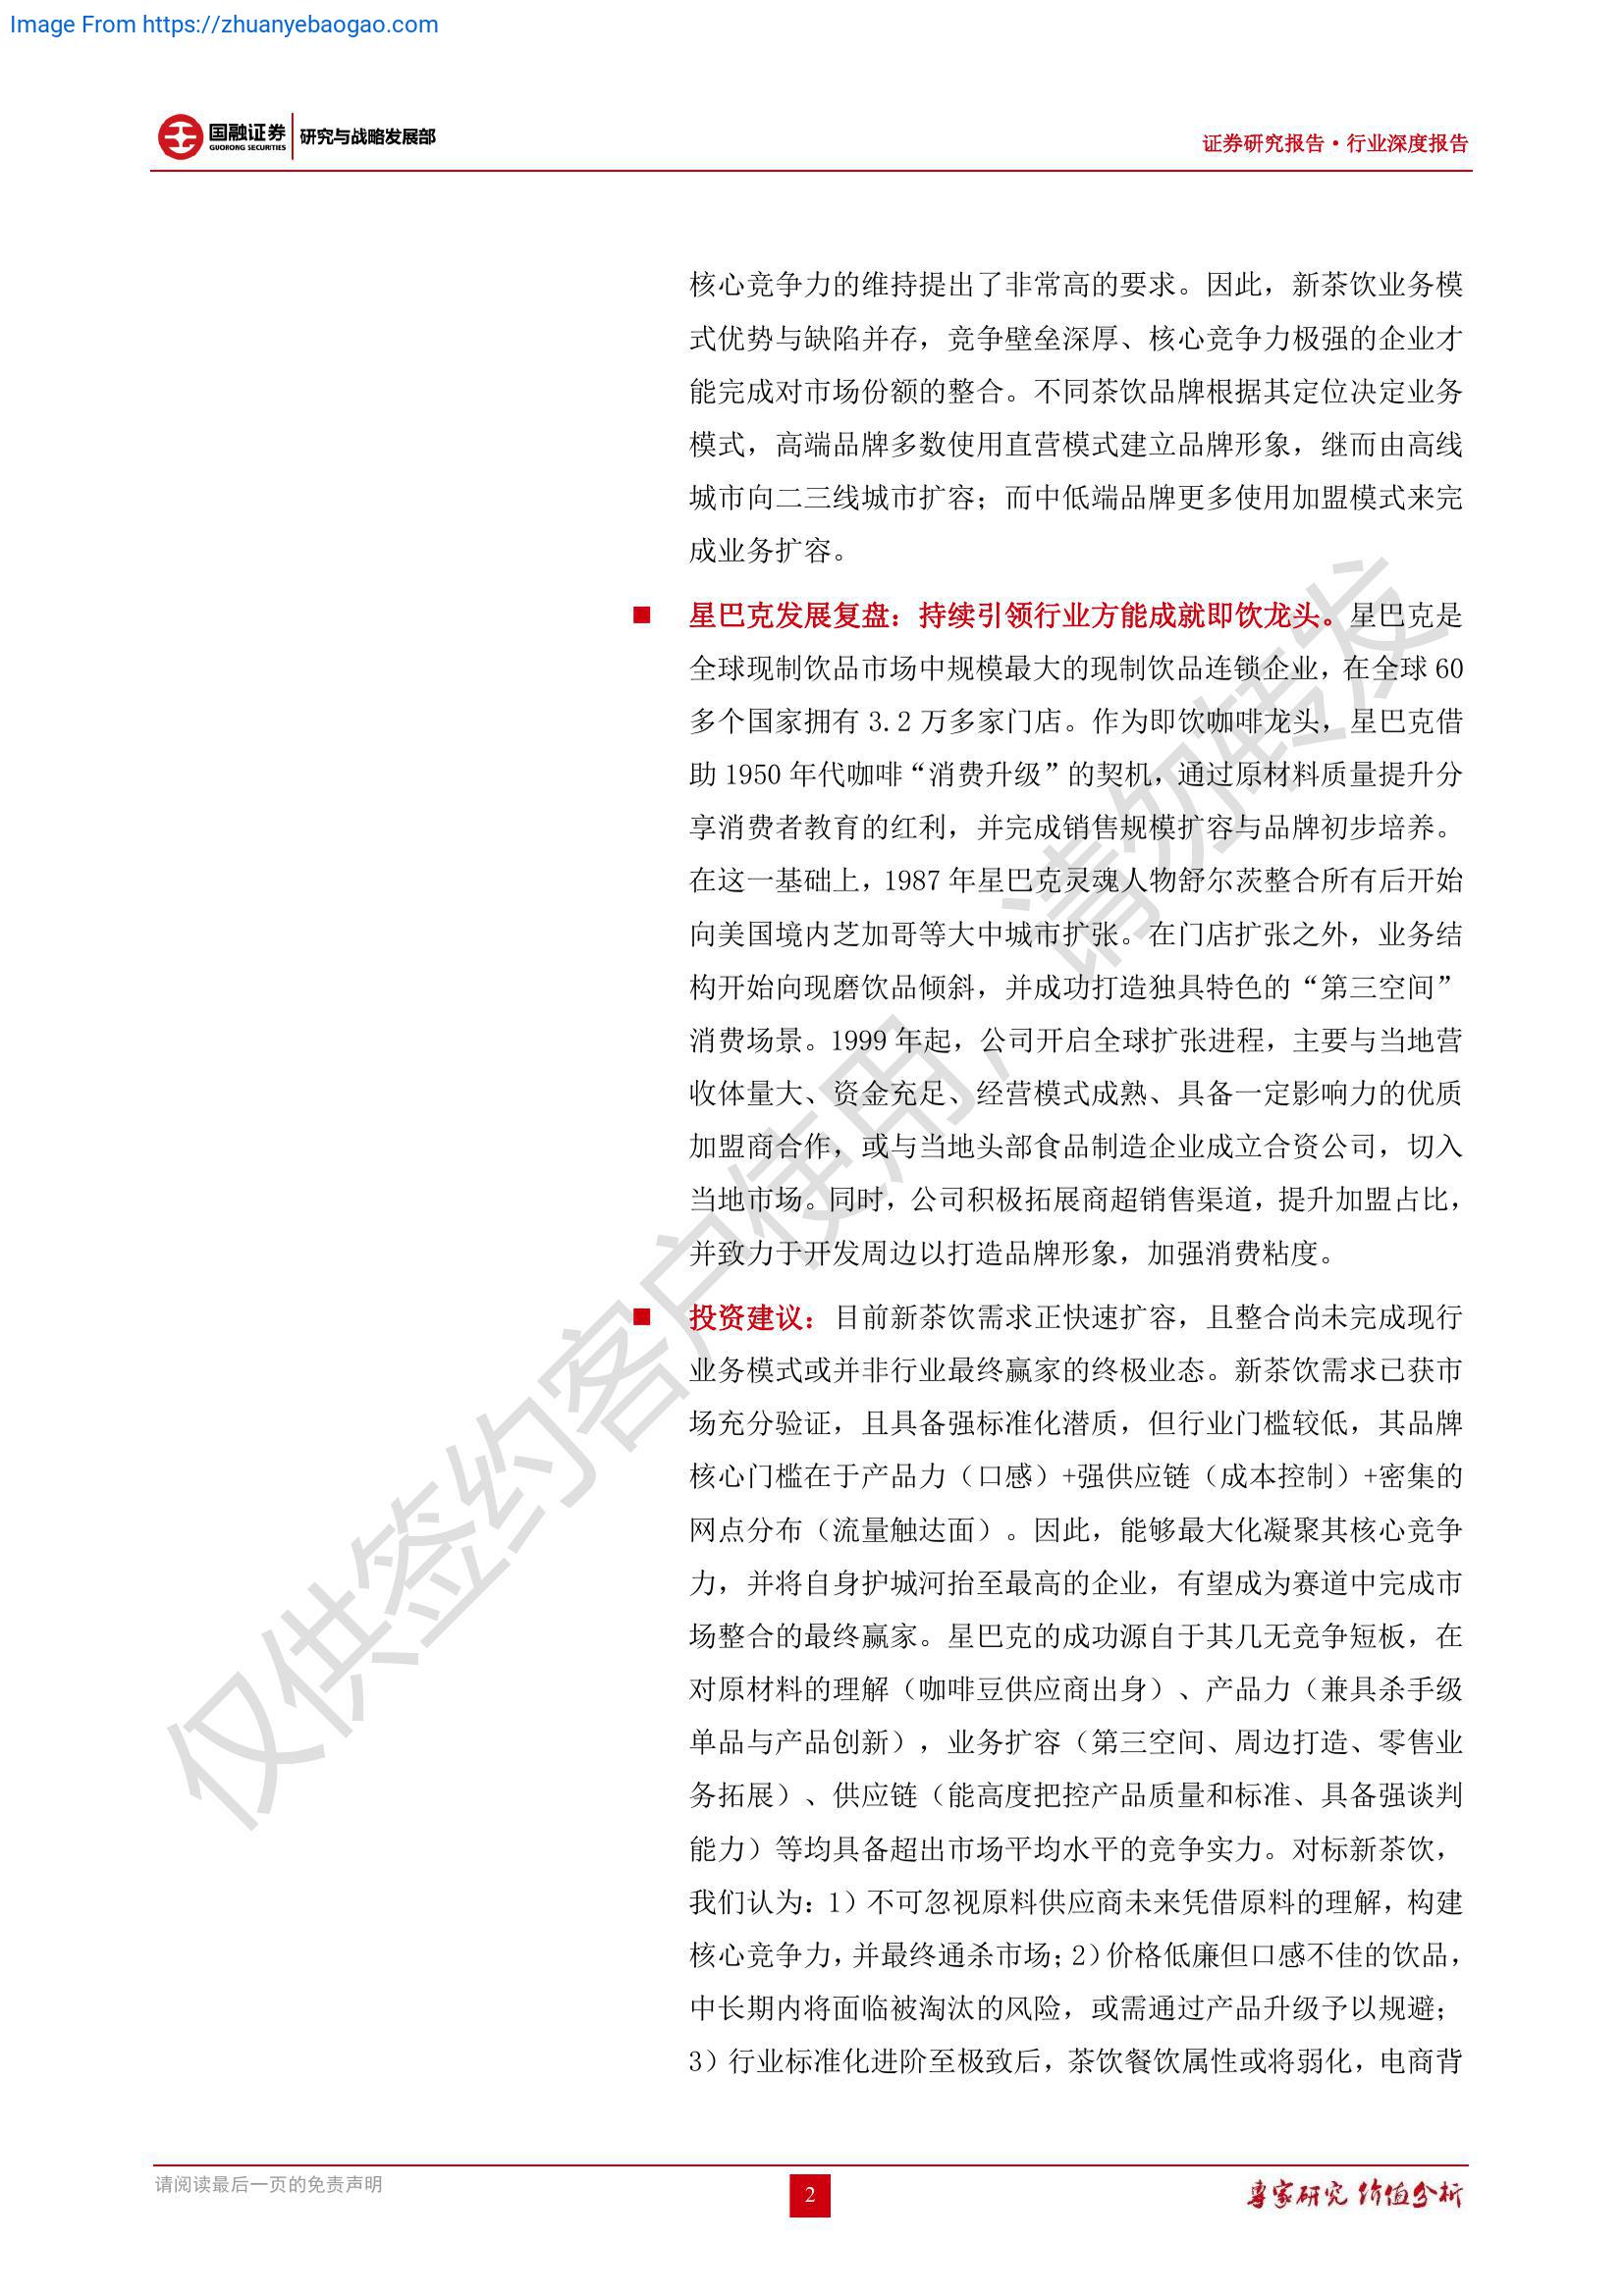 Image From https://zhuanyebaogao.com
国融证券
GUORONG SECURITIES
研究与战略发展部
证券研究报告·行业深度报告
核心竞争力的维持提出了非常高的要求。因此，新茶饮业务模
式优势与缺陷并存，竞争壁垒深厚、核心竞争力极强的企业才
能完成对市场份额的整合。不同茶饮品牌根据其定位决定业务
模式，高端品牌多数使用直营模式建立品牌形象，继而由高线
城市向二三线城市扩容；而中低端品牌更多使用加盟模式来完
成业务扩容。
■ 星巴克发展复盘：持续引领行业方能成就即饮龙头。星巴克是
全球现制饮品市场中规模最大的现制饮品连锁企业，在全球 60
多个国家拥有 3.2 万多家门店。作为即饮咖啡龙头，星巴克借
助 1950 年代咖啡“消费升级”的契机，通过原材料质量提升分
享消费者教育的红利，并完成销售规模扩容与品牌初步培养。
在这一基础上，1987 年星巴克灵魂人物舒尔茨整合所有后开始
向美国境内芝加哥等大中城市扩张。在门店扩张之外，业务结
构开始向现磨饮品倾斜，并成功打造独具特色的“第三空间”
消费场景。1999 年起，公司开启全球扩张进程，主要与当地营
收体量大、资金充足、经营模式成熟、具备一定影响力的优质
加盟商合作，或与当地头部食品制造企业成立合资公司，切入
当地市场。同时，公司积极拓展商超销售渠道，提升加盟占比，
并致力于开发周边以打造品牌形象，加强消费粘度。
■ 投资建议：目前新茶饮需求正快速扩容，且整合尚未完成现行
业务模式或并非行业最终赢家的终极业态。新茶饮需求已获市
场充分验证，且具备强标准化潜质，但行业门槛较低，其品牌
核心门槛在于产品力（口感）+强供应链（成本控制）+密集的
网点分布（流量触达面）。因此，能够最大化凝聚其核心竞争
力，并将自身护城河抬至最高的企业，有望成为赛道中完成市
场整合的最终赢家。星巴克的成功源自于其几无竞争短板，在
对原材料的理解（咖啡豆供应商出身）、产品力（兼具杀手级
单品与产品创新），业务扩容（第三空间、周边打造、零售业
务拓展）、供应链（能高度把控产品质量和标准、具备强谈判
能力）等均具备超出市场平均水平的竞争实力。对标新茶饮，
我们认为：1）不可忽视原料供应商未来凭借原料的理解，构建
核心竞争力，并最终通杀市场；2）价格低廉但口感不佳的饮品，
中长期内将面临被淘汰的风险，或需通过产品升级予以规避；
3）行业标准化进阶至极致后，茶饮餐饮属性或将弱化，电商背
仅供签约客户使用，请勿转发
请阅读最后一页的免责声明
2
专家研究 价值分析